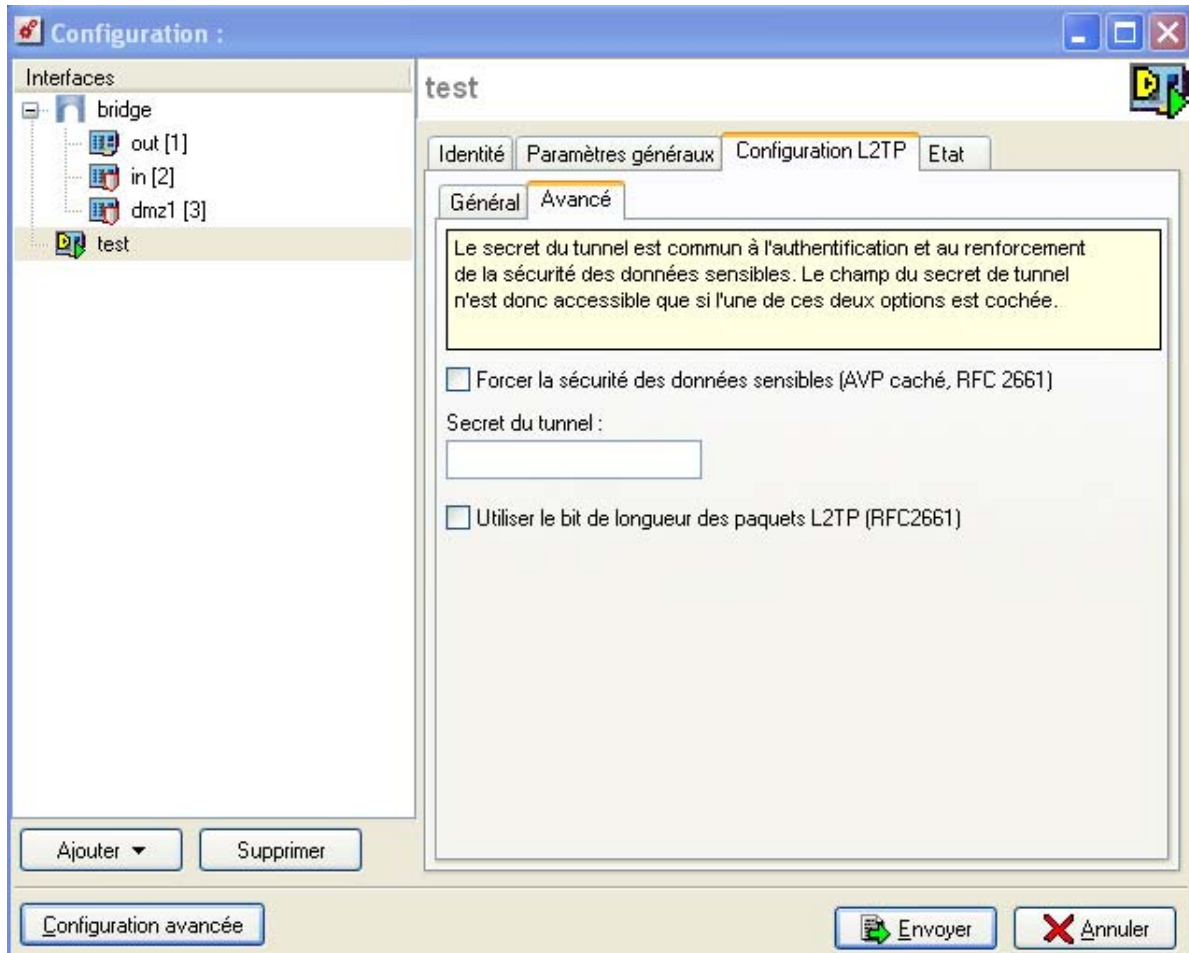 Configuration :
Interfaces
bridge
out [1]
in [2]
dmz1 [3]
test
test
Identité Paramètres généraux Configuration L2TP Etat
Général Avancé
Le secret du tunnel est commun à l'authentification et au renforcement
de la sécurité des données sensibles. Le champ du secret de tunnel
n'est donc accessible que si l'une de ces deux options est cochée.
Forcer la sécurité des données sensibles (AVP caché, RFC 2661)
Secret du tunnel :
Utiliser le bit de longueur des paquets L2TP (RFC2661)
Ajouter Supprimer
Configuration avancée Envoyer Annuler